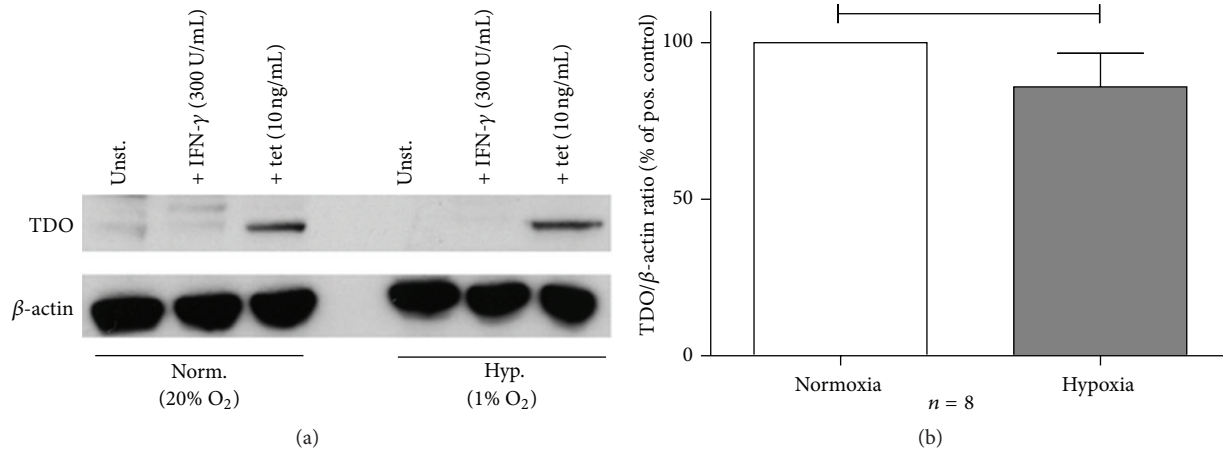 Unst.
+ IFN-γ (300 U/mL)
+ tet (10 ng/mL)
Unst.
+ IFN-γ (300 U/mL)
+ tet (10 ng/mL)
TDO
β-actin
Norm.
(20% O₂)
Hyp.
(1% O₂)
(a)
TDO/β-actin ratio (% of pos. control)
100
50
0
Normoxia
Hypoxia
n = 8
(b)